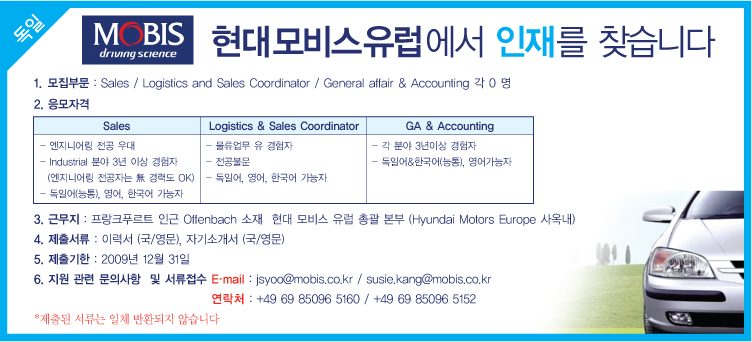 독일
MOBIS
driving science
현대 모비스 유럽에서 인재를 찾습니다
1. 모집부문 : Sales / Logistics and Sales Coordinator / General affair & Accounting 각 0 명
2. 응모자격
Sales
- 엔지니어링 전공 우대
- Industrial 분야 3년 이상 경험자
(엔지니어링 전공자는 無 경력도 OK)
- 독일어(능통), 영어, 한국어 가능자
Logistics & Sales Coordinator
- 물류업무 유 경험자
- 전공불문
- 독일어, 영어, 한국어 가능자
GA & Accounting
- 각 분야 3년이상 경험자
- 독일어&한국어(능통), 영어가능자
3. 근무지 : 프랑크푸르트 인근 Offenbach 소재 현대 모비스 유럽 총괄 본부 (Hyundai Motors Europe 사옥내)
4. 제출서류 : 이력서 (국/영문), 자기소개서 (국/영문)
5. 제출기한 : 2009년 12월 31일
6. 지원 관련 문의사항 및 서류접수 E-mail : jsyoo@mobis.co.kr / susie.kang@mobis.co.kr
연락처 : +49 69 85096 5160 / +49 69 85096 5152
*제출된 서류는 일체 반환되지 않습니다